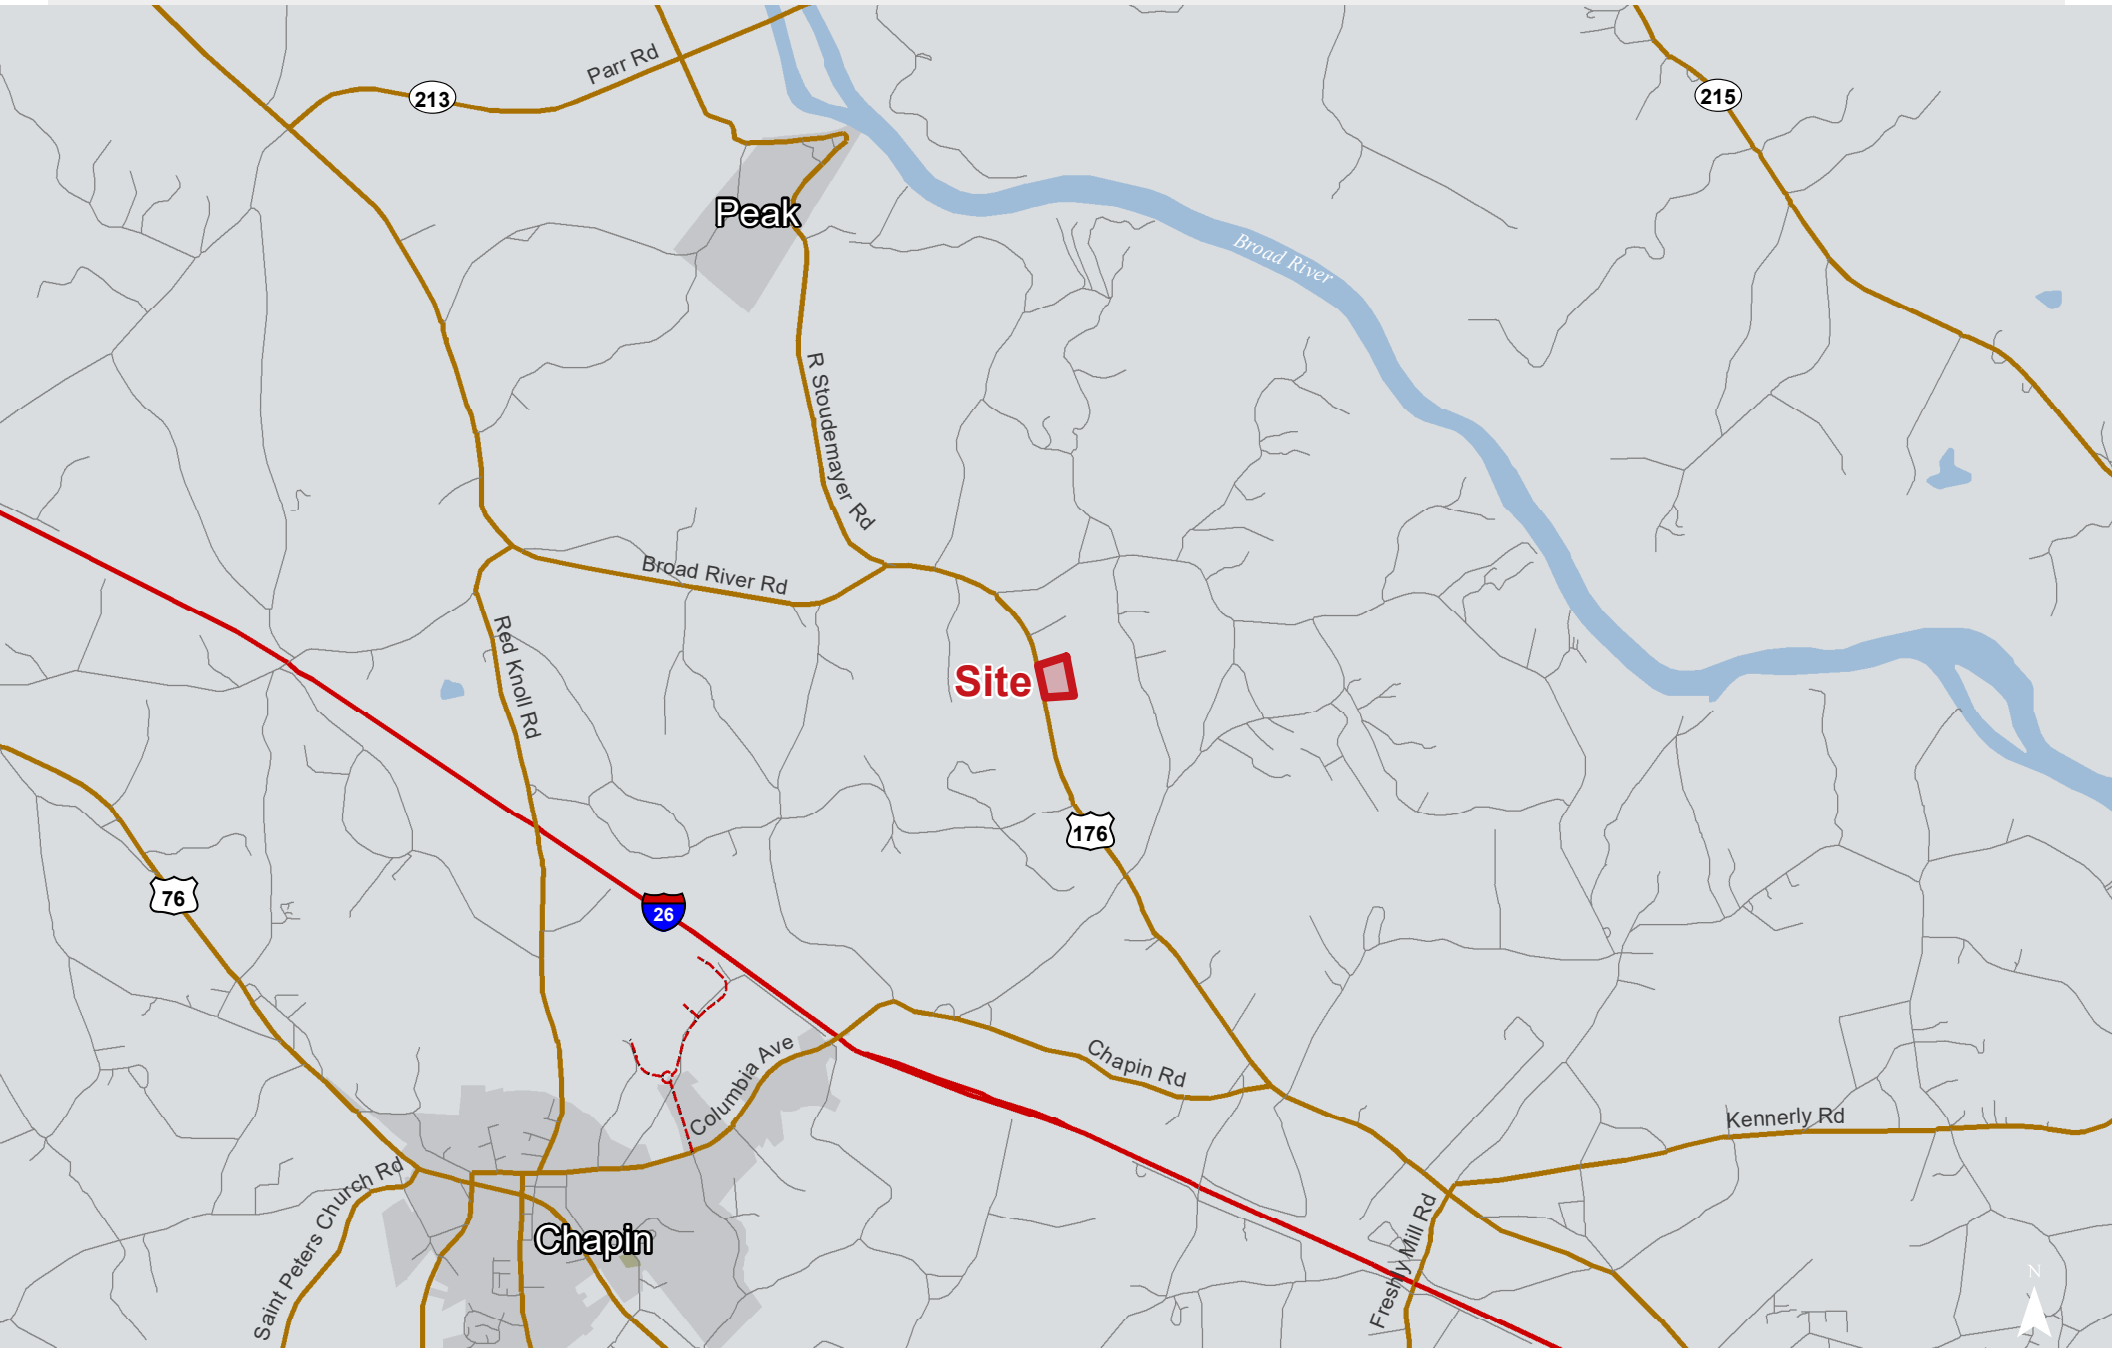 Parr Rd
213
215
Peak
Broad River
R Stoudemayer Rd
Broad River Rd
Red Knoll Rd
Site
176
76
26
Columbia Ave
Chapin Rd
Kennerly Rd
Saint Peters Church Rd
Chapin
Freshly Mill Rd
N